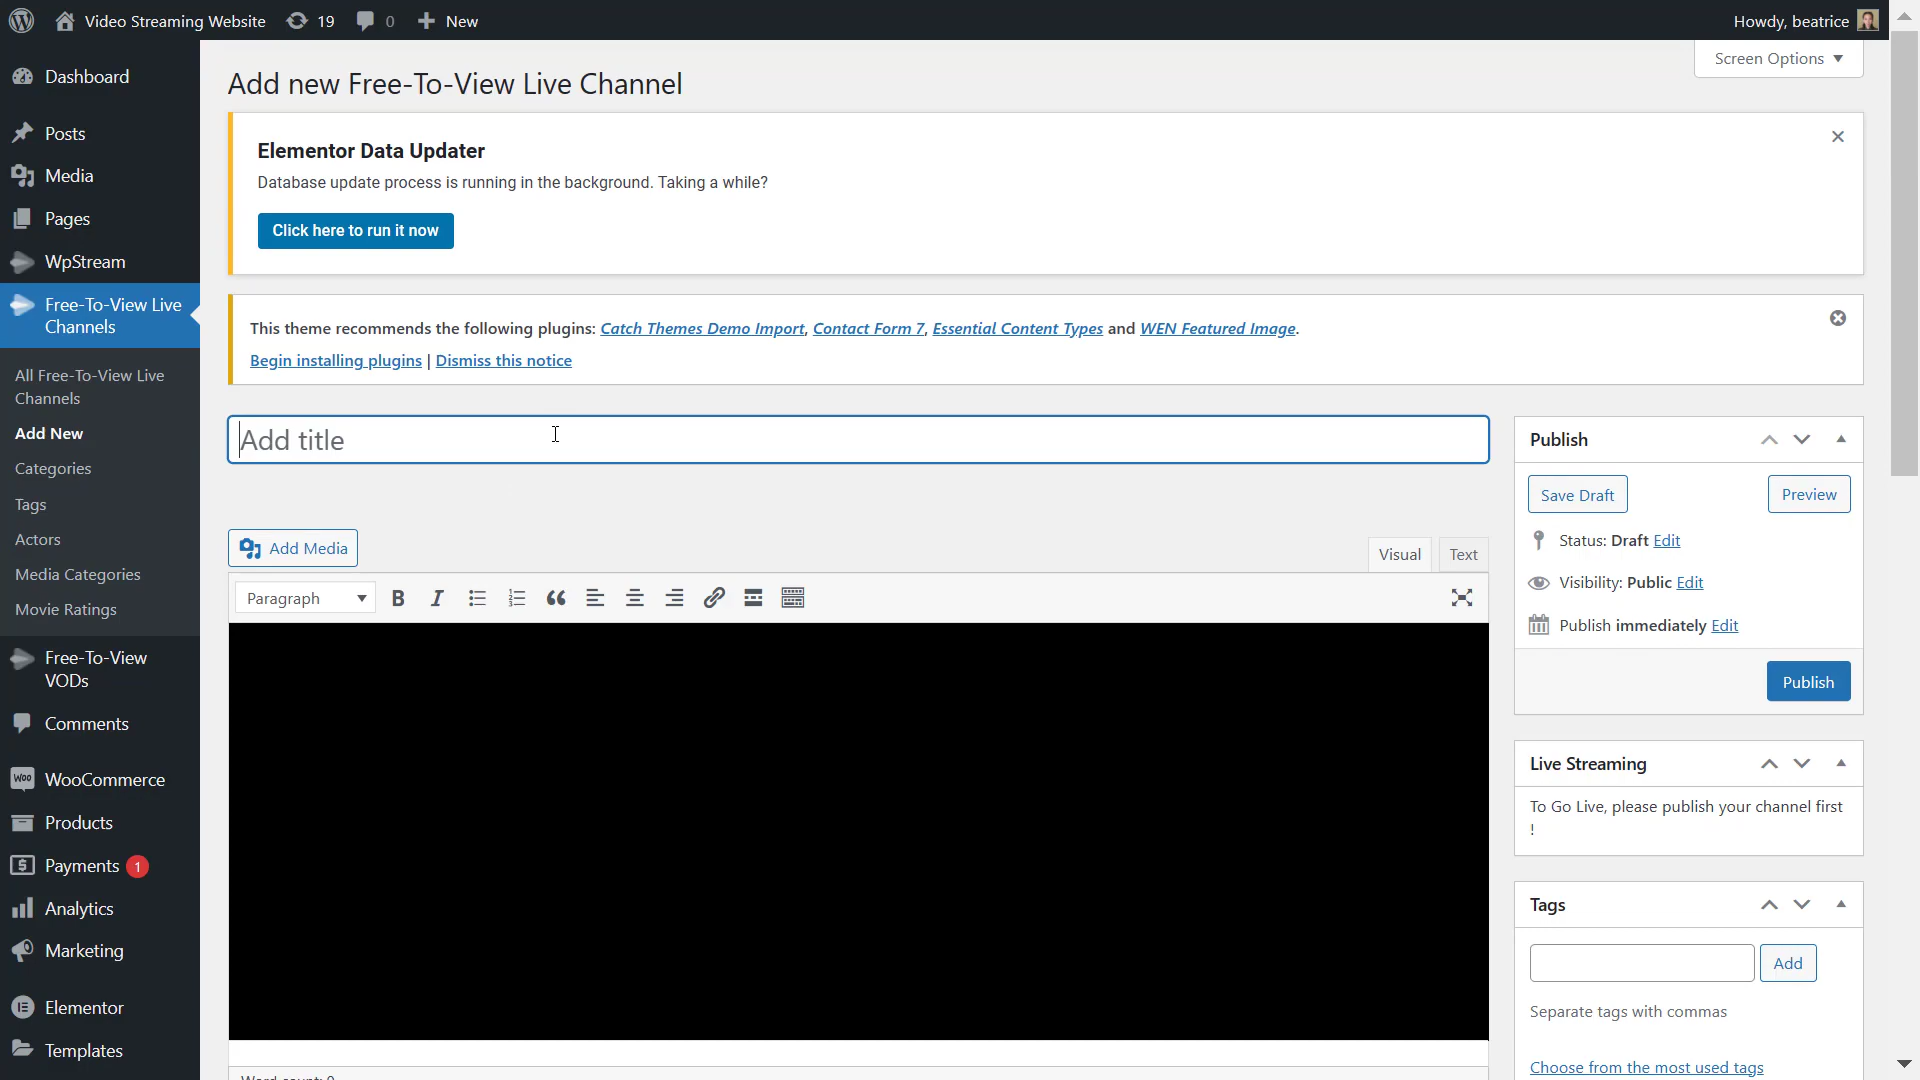 Video Streaming Website 19 0 New Howdy, beatrice
Screen Options
Dashboard
Posts
Media
Pages
WpStream
Free-To-View Live
Channels
All Free-To-View Live
Channels
Add New
Categories
Tags
Actors
Media Categories
Movie Ratings
Free-To-View
VODs
Comments
WOO WooCommerce
Products
Payments 1
Analytics
Marketing
Elementor
Templates
Add new Free-To-View Live Channel
Elementor Data Updater
Database update process is running in the background. Taking a while?
Click here to run it now
This theme recommends the following plugins: Catch Themes Demo Import, Contact Form 7, Essential Content Types and WEN Featured Image.
Begin installing plugins | Dismiss this notice
Add title
Add Media
Visual Text
Paragraph
Word count: 0
Publish
Save Draft Preview
Status: Draft Edit
Visibility: Public Edit
Publish immediately Edit
Publish
Live Streaming
To Go Live, please publish your channel first
!
Tags
Add
Separate tags with commas
Choose from the most used tags